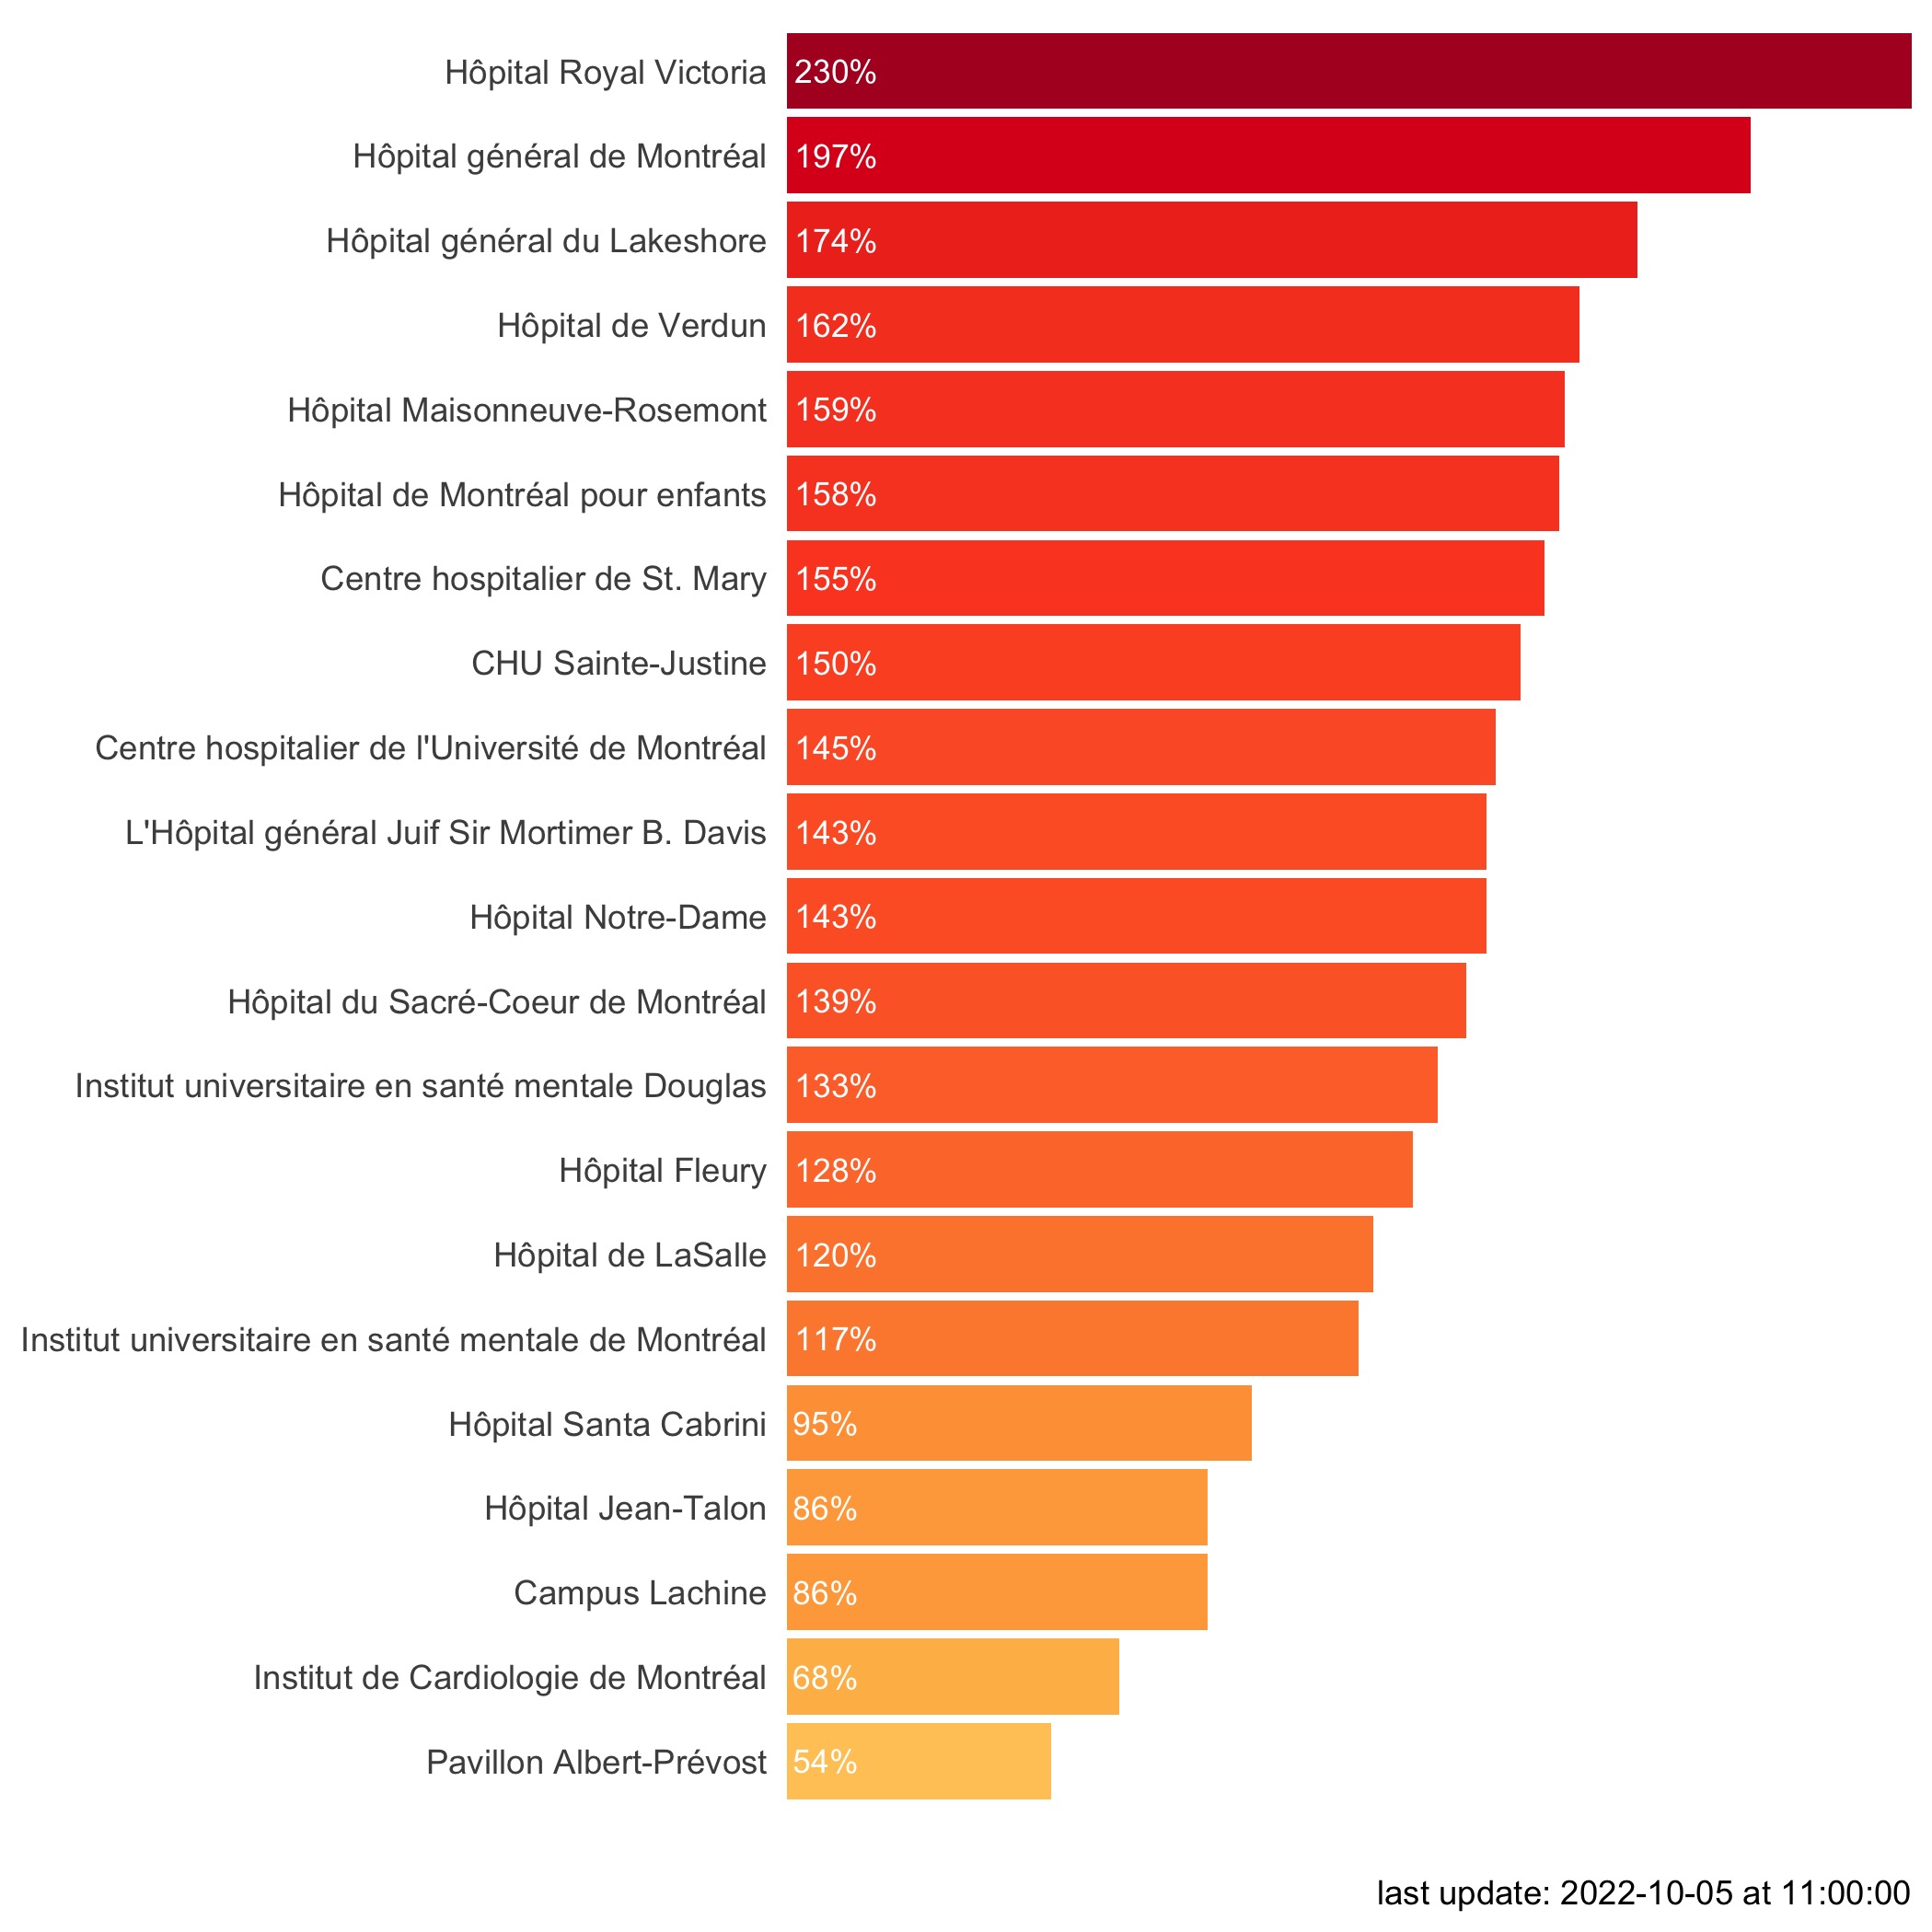 Hôpital Royal Victoria 230%
Hôpital général de Montréal 197%
Hôpital général du Lakeshore 174%
Hôpital de Verdun 162%
Hôpital Maisonneuve-Rosemont 159%
Hôpital de Montréal pour enfants 158%
Centre hospitalier de St. Mary 155%
CHU Sainte-Justine 150%
Centre hospitalier de l'Université de Montréal 145%
L'Hôpital général Juif Sir Mortimer B. Davis 143%
Hôpital Notre-Dame 143%
Hôpital du Sacré-Coeur de Montréal 139%
Institut universitaire en santé mentale Douglas 133%
Hôpital Fleury 128%
Hôpital de LaSalle 120%
Institut universitaire en santé mentale de Montréal 117%
Hôpital Santa Cabrini 95%
Hôpital Jean-Talon 86%
Campus Lachine 86%
Institut de Cardiologie de Montréal 68%
Pavillon Albert-Prévost 54%
last update: 2022-10-05 at 11:00:00